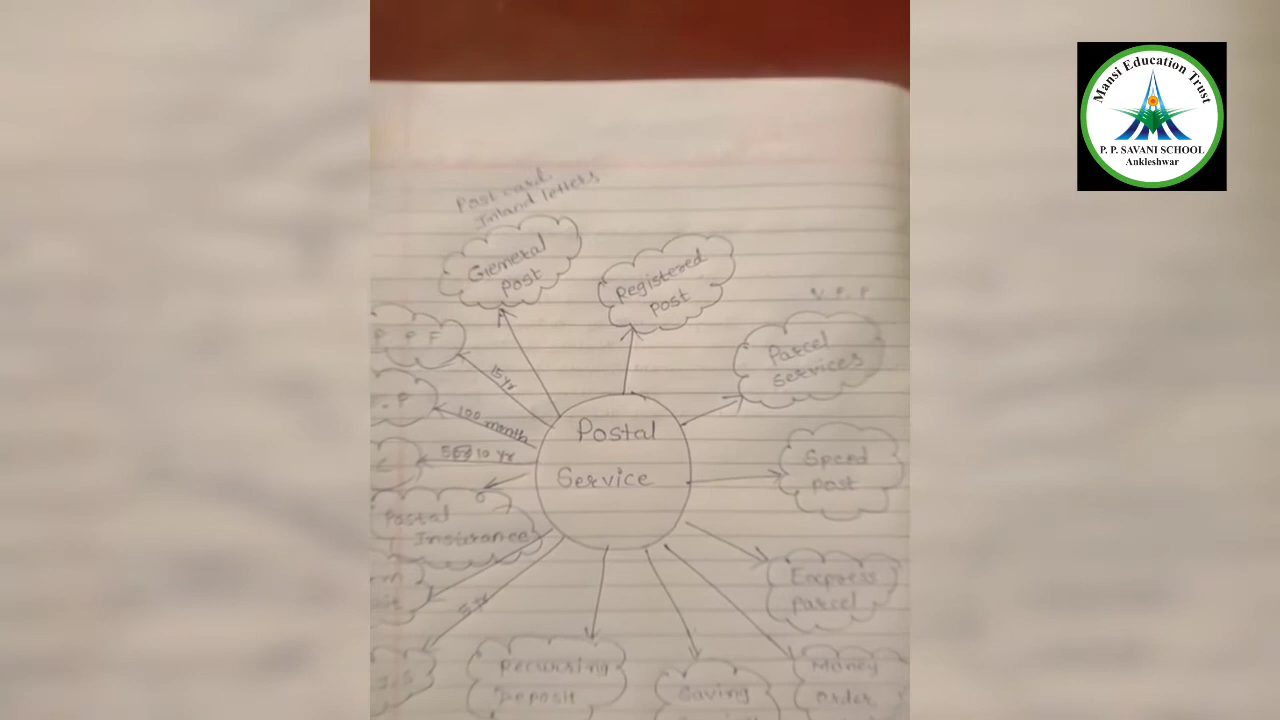 Post card
Inland letters
General
post
Registered
post
V. P. P
Parcel
services
P P F
15 yr
. P
100 month
Postal
Service
Speed
post
5 10 yr
Postal
Insurance
Express
parcel
5 yr
Recurring
Deposit
Saving
Money
order
Mansi Education Trust
P. P. SAVANI SCHOOL
Ankleshwar